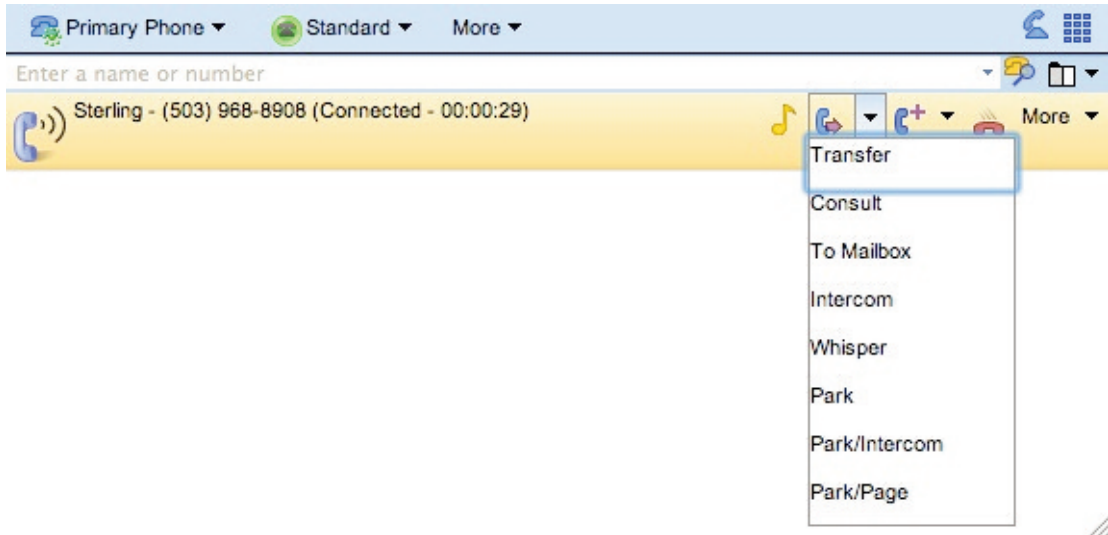 Primary Phone Standard More
Enter a name or number
Sterling - (503) 968-8908 (Connected - 00:00:29) More
Transfer
Consult
To Mailbox
Intercom
Whisper
Park
Park/Intercom
Park/Page